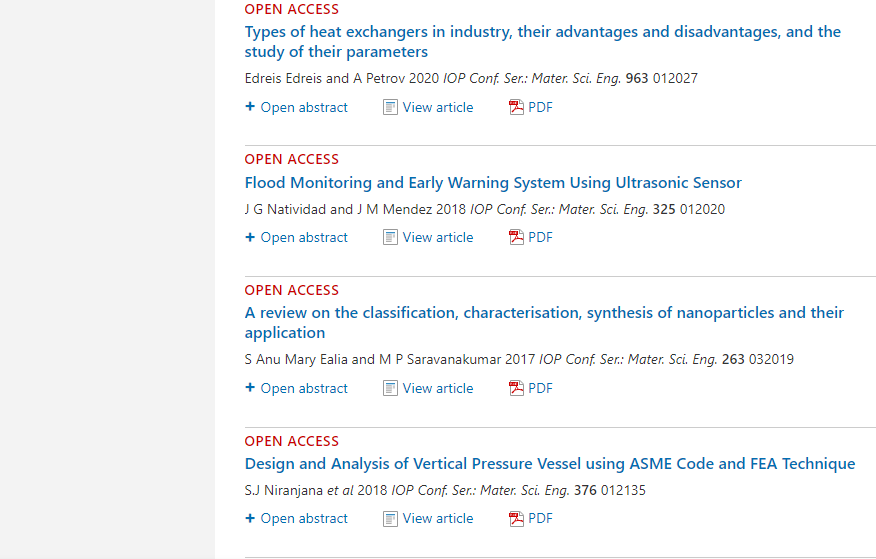 OPEN ACCESS
Types of heat exchangers in industry, their advantages and disadvantages, and the
study of their parameters
Edreis Edreis and A Petrov 2020 IOP Conf. Ser.: Mater. Sci. Eng. 963 012027
+ Open abstract View article PDF
OPEN ACCESS
Flood Monitoring and Early Warning System Using Ultrasonic Sensor
J G Natividad and J M Mendez 2018 IOP Conf. Ser.: Mater. Sci. Eng. 325 012020
+ Open abstract View article PDF
OPEN ACCESS
A review on the classification, characterisation, synthesis of nanoparticles and their
application
S Anu Mary Ealia and M P Saravanakumar 2017 IOP Conf. Ser.: Mater. Sci. Eng. 263 032019
+ Open abstract View article PDF
OPEN ACCESS
Design and Analysis of Vertical Pressure Vessel using ASME Code and FEA Technique
S.J Niranjana et al 2018 IOP Conf. Ser.: Mater. Sci. Eng. 376 012135
+ Open abstract View article PDF